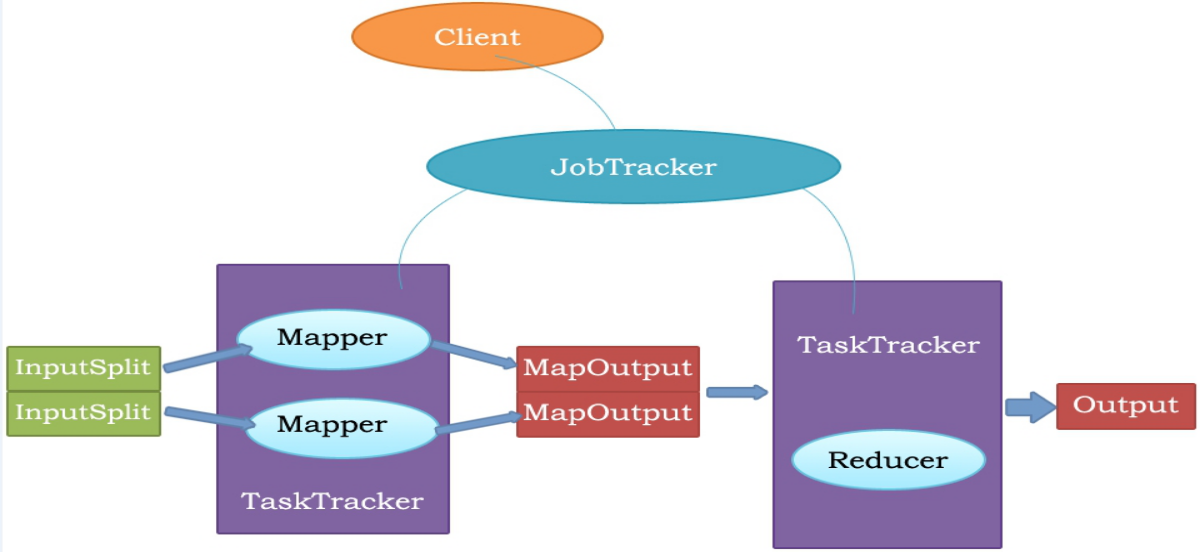 Client
JobTracker
InputSplit
InputSplit
Mapper
Mapper
TaskTracker
MapOutput
MapOutput
TaskTracker
Reducer
Output